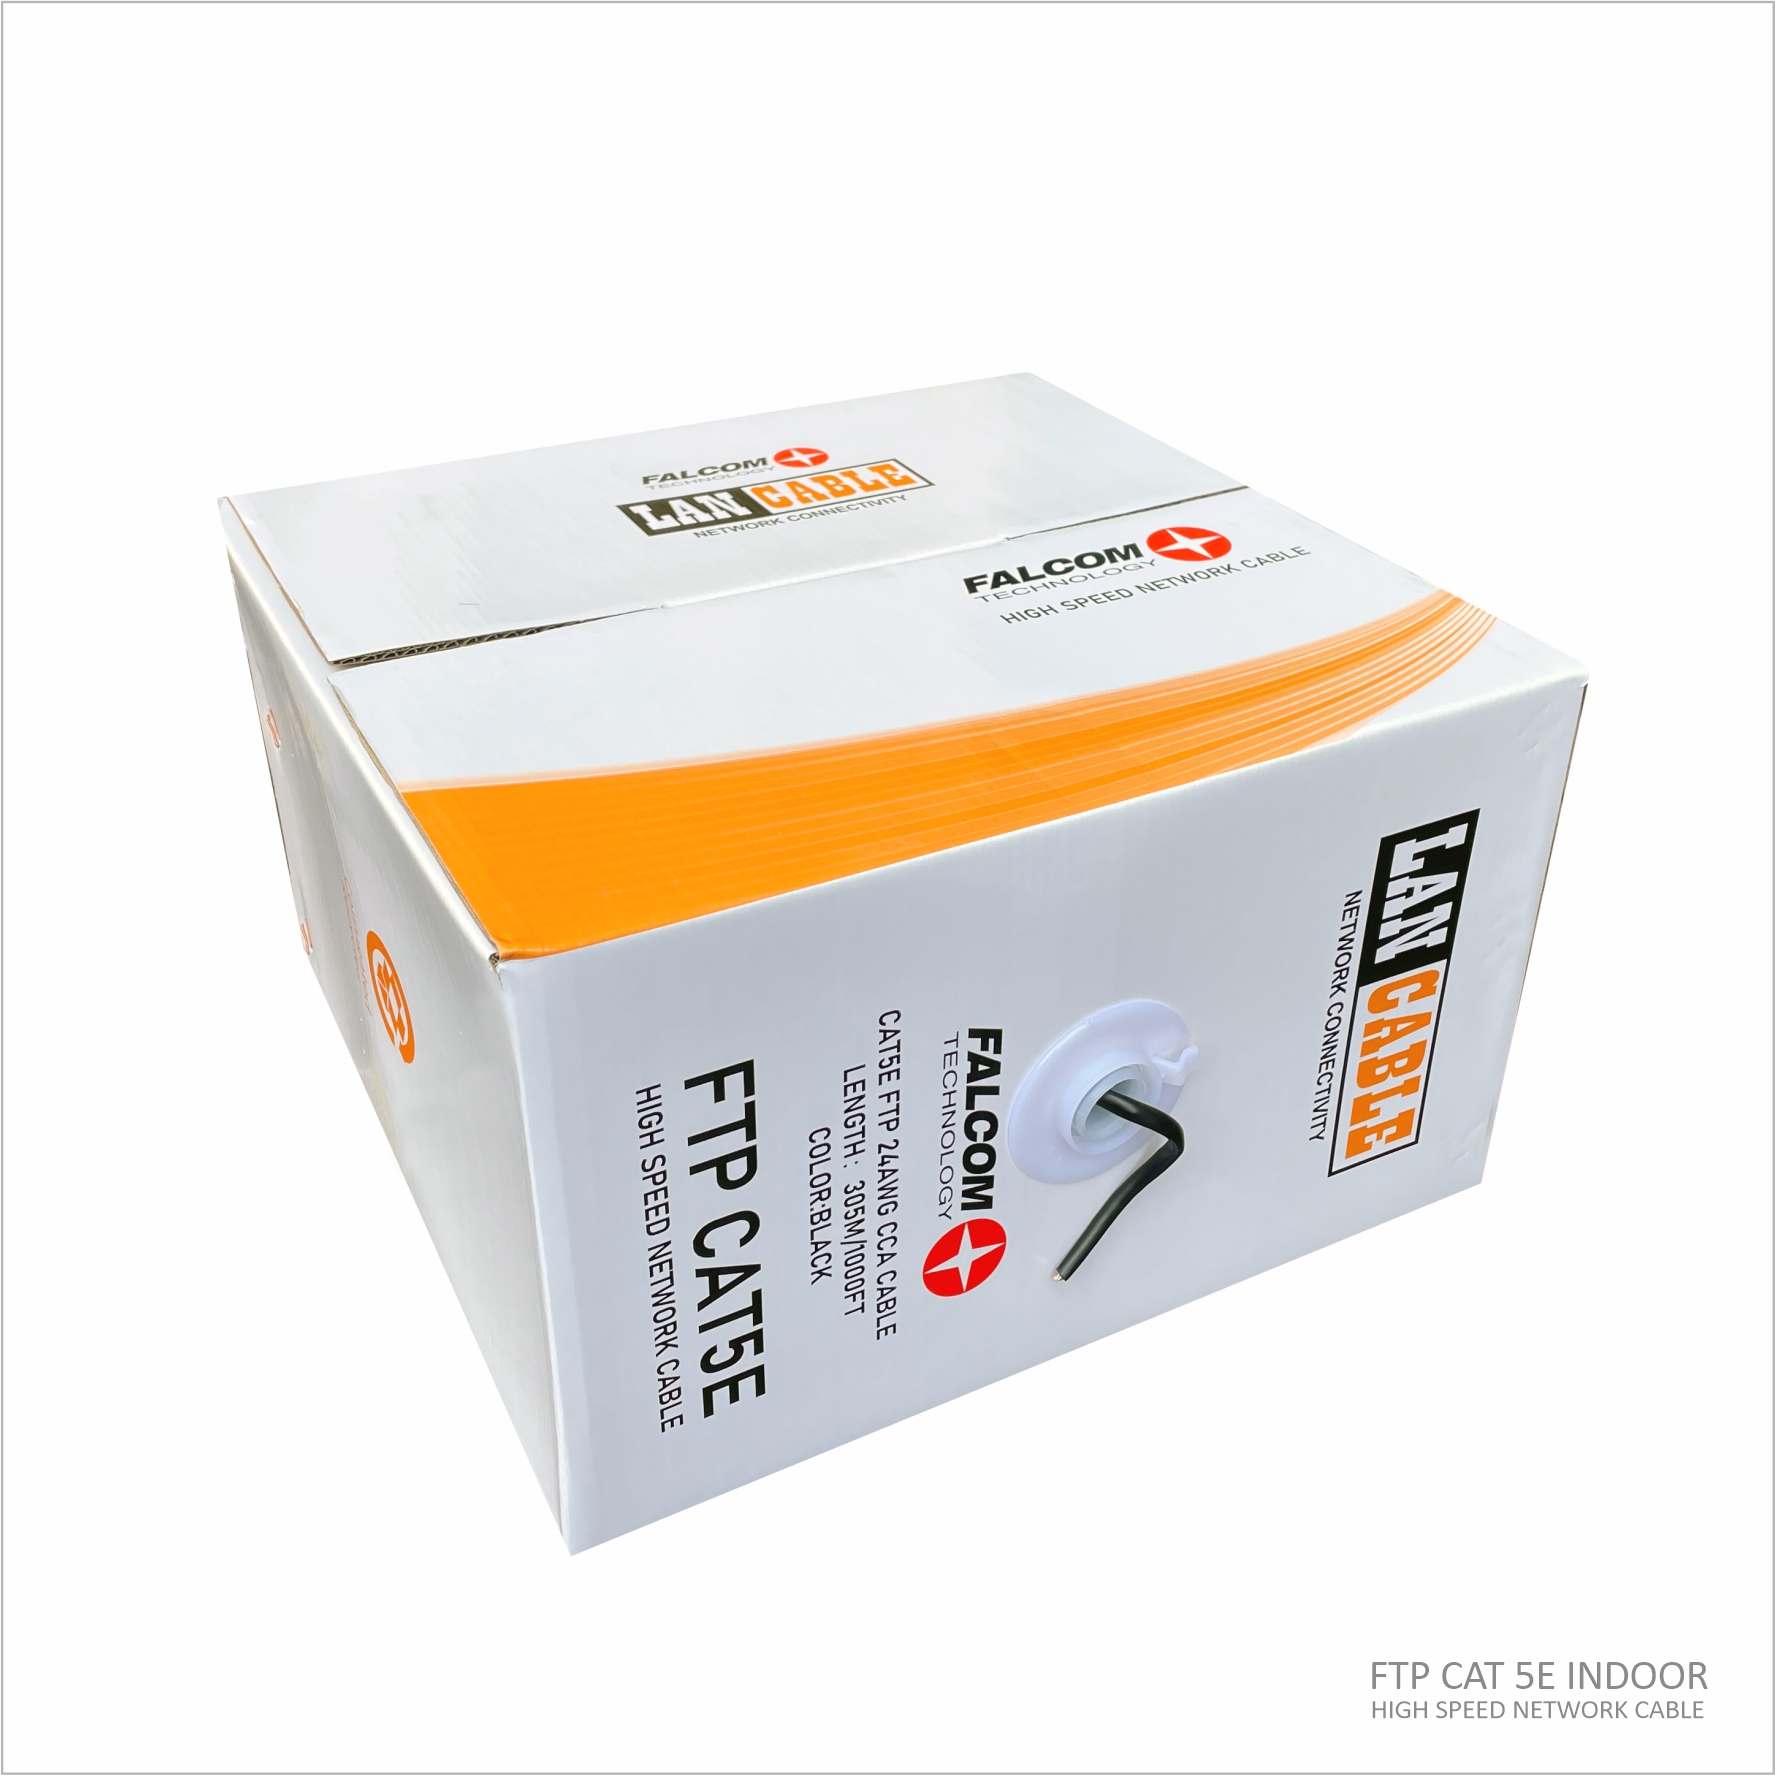 FALCOM
TECHNOLOGY
LAN CABLE
NETWORK CONNECTIVITY
FALCOM
TECHNOLOGY
HIGH SPEED NETWORK CABLE
LAN CABLE
NETWORK CONNECTIVITY
FALCOM
TECHNOLOGY
CAT5E FTP 24AWG CCA CABLE
LENGTH: 305M/1000FT
COLOR:BLACK
FTP CAT5E
HIGH SPEED NETWORK CABLE
FTP CAT 5E INDOOR
HIGH SPEED NETWORK CABLE